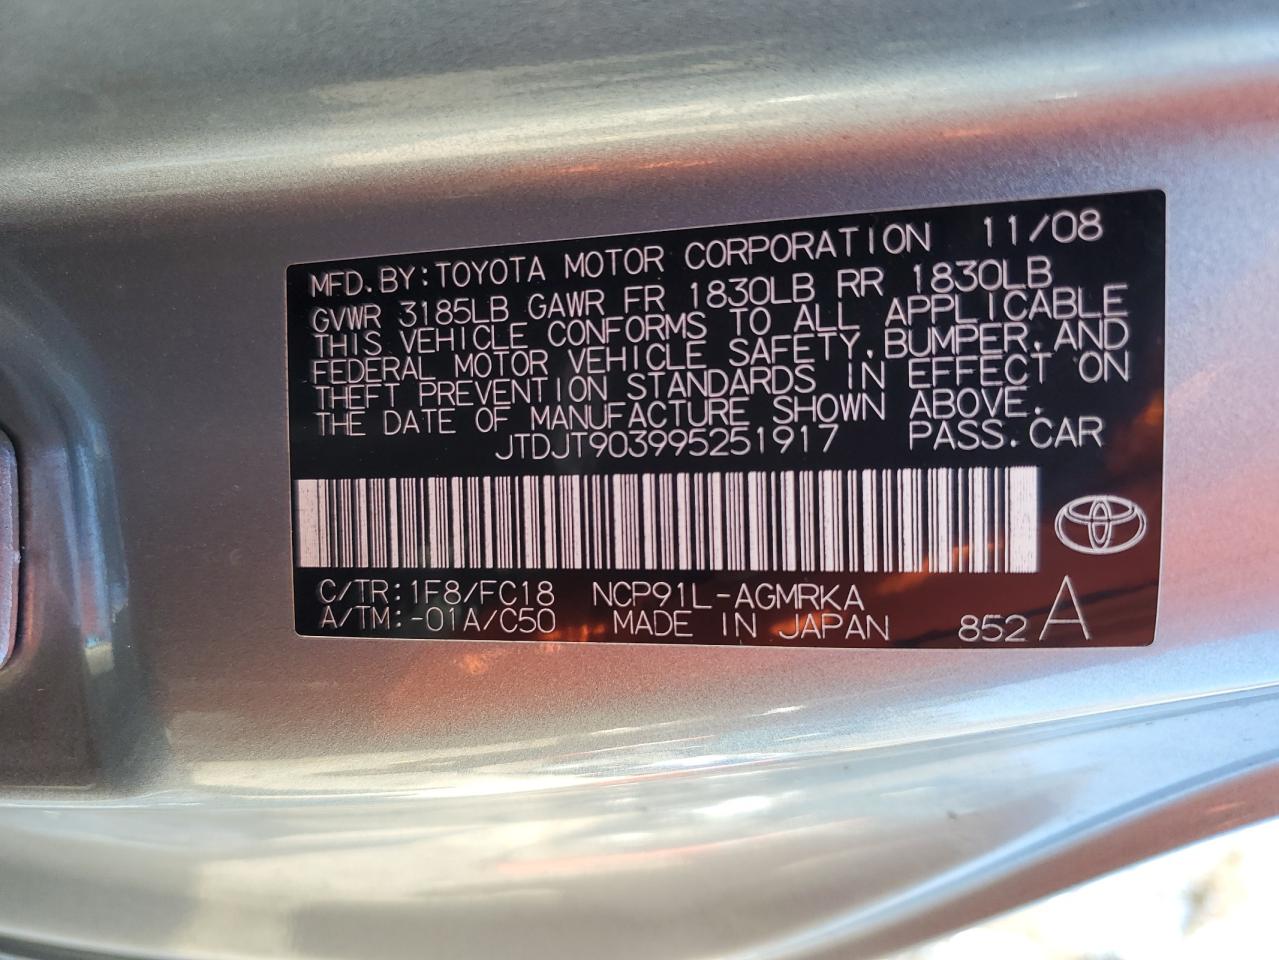 MFD.BY:TOYOTA MOTOR CORPORATION 11/08
GVWR 3185LB GAWR FR 1830LB RR 1830LB
THIS VEHICLE CONFORMS TO ALL APPLICABLE
FEDERAL MOTOR VEHICLE SAFETY,BUMPER,AND
THEFT PREVENTION STANDARDS IN EFFECT ON
THE DATE OF MANUFACTURE SHOWN ABOVE.
JTDJT903995251917 PASS.CAR
C/TR:1F8/FC18 NCP91L-AGMRKA
A/TM:-01A/C50 MADE IN JAPAN 852 A